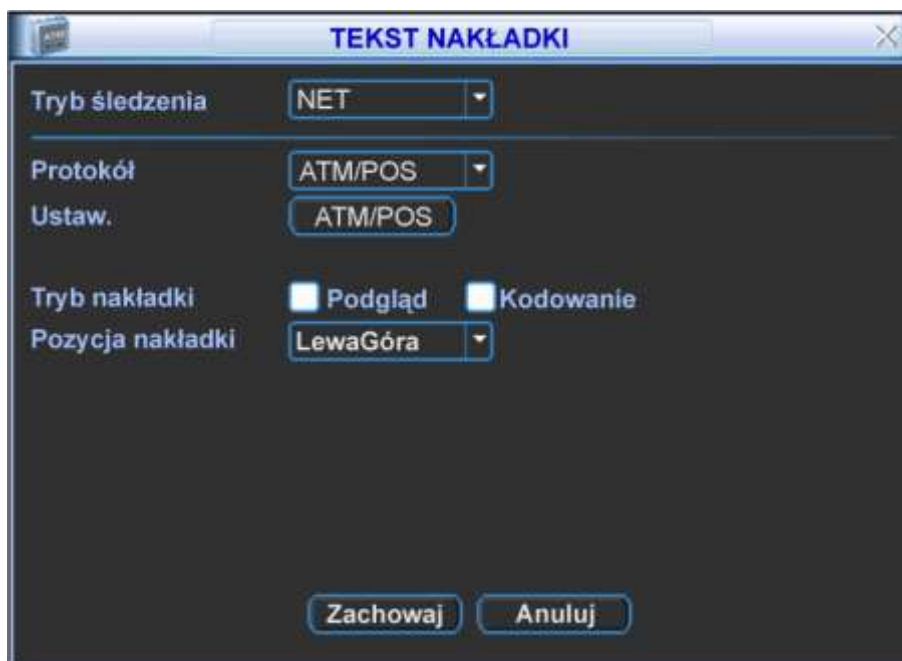 TEKST NAKŁADKI
Tryb śledzenia NET
Protokół ATM/POS
Ustaw. ATM/POS
Tryb nakładki Podgląd Kodowanie
Pozycja nakładki LewaGóra
Zachowaj Anuluj